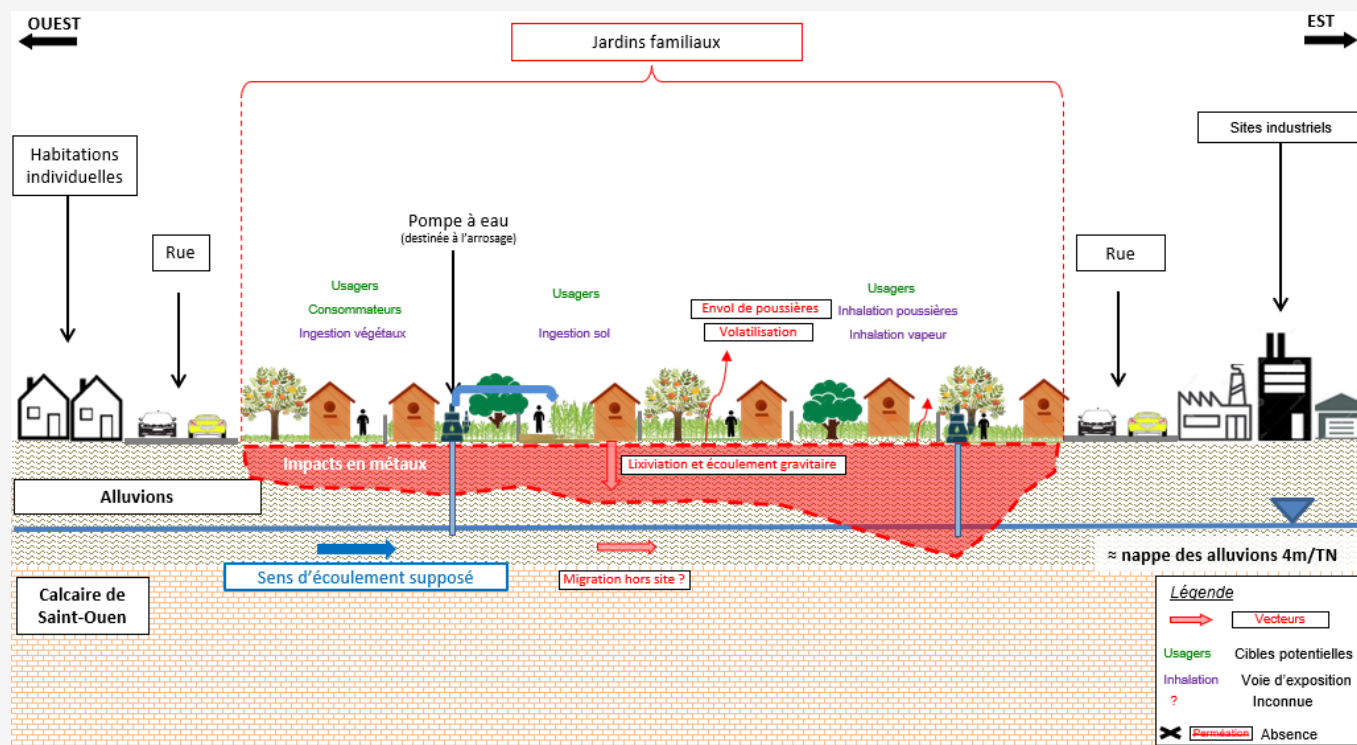 OUEST
EST
Jardins familiaux
Sites industriels
Habitations
individuelles
Pompe à eau
(destinée à l'arrosage)
Rue
Rue
Usagers
Consommateurs
Ingestion végétaux
Usagers
Ingestion sol
Envol de poussières
Volatilisation
Usagers
Inhalation poussières
Inhalation vapeur
Impacts en métaux
Lixiviation et écoulement gravitaire
Alluvions
≈ nappe des alluvions 4m/TN
Sens d'écoulement supposé
Migration hors site ?
Calcaire de
Saint-Ouen
Légende
Vecteurs
Usagers Cibles potentielles
Inhalation Voie d'exposition
? Inconnue
Perméation Absence